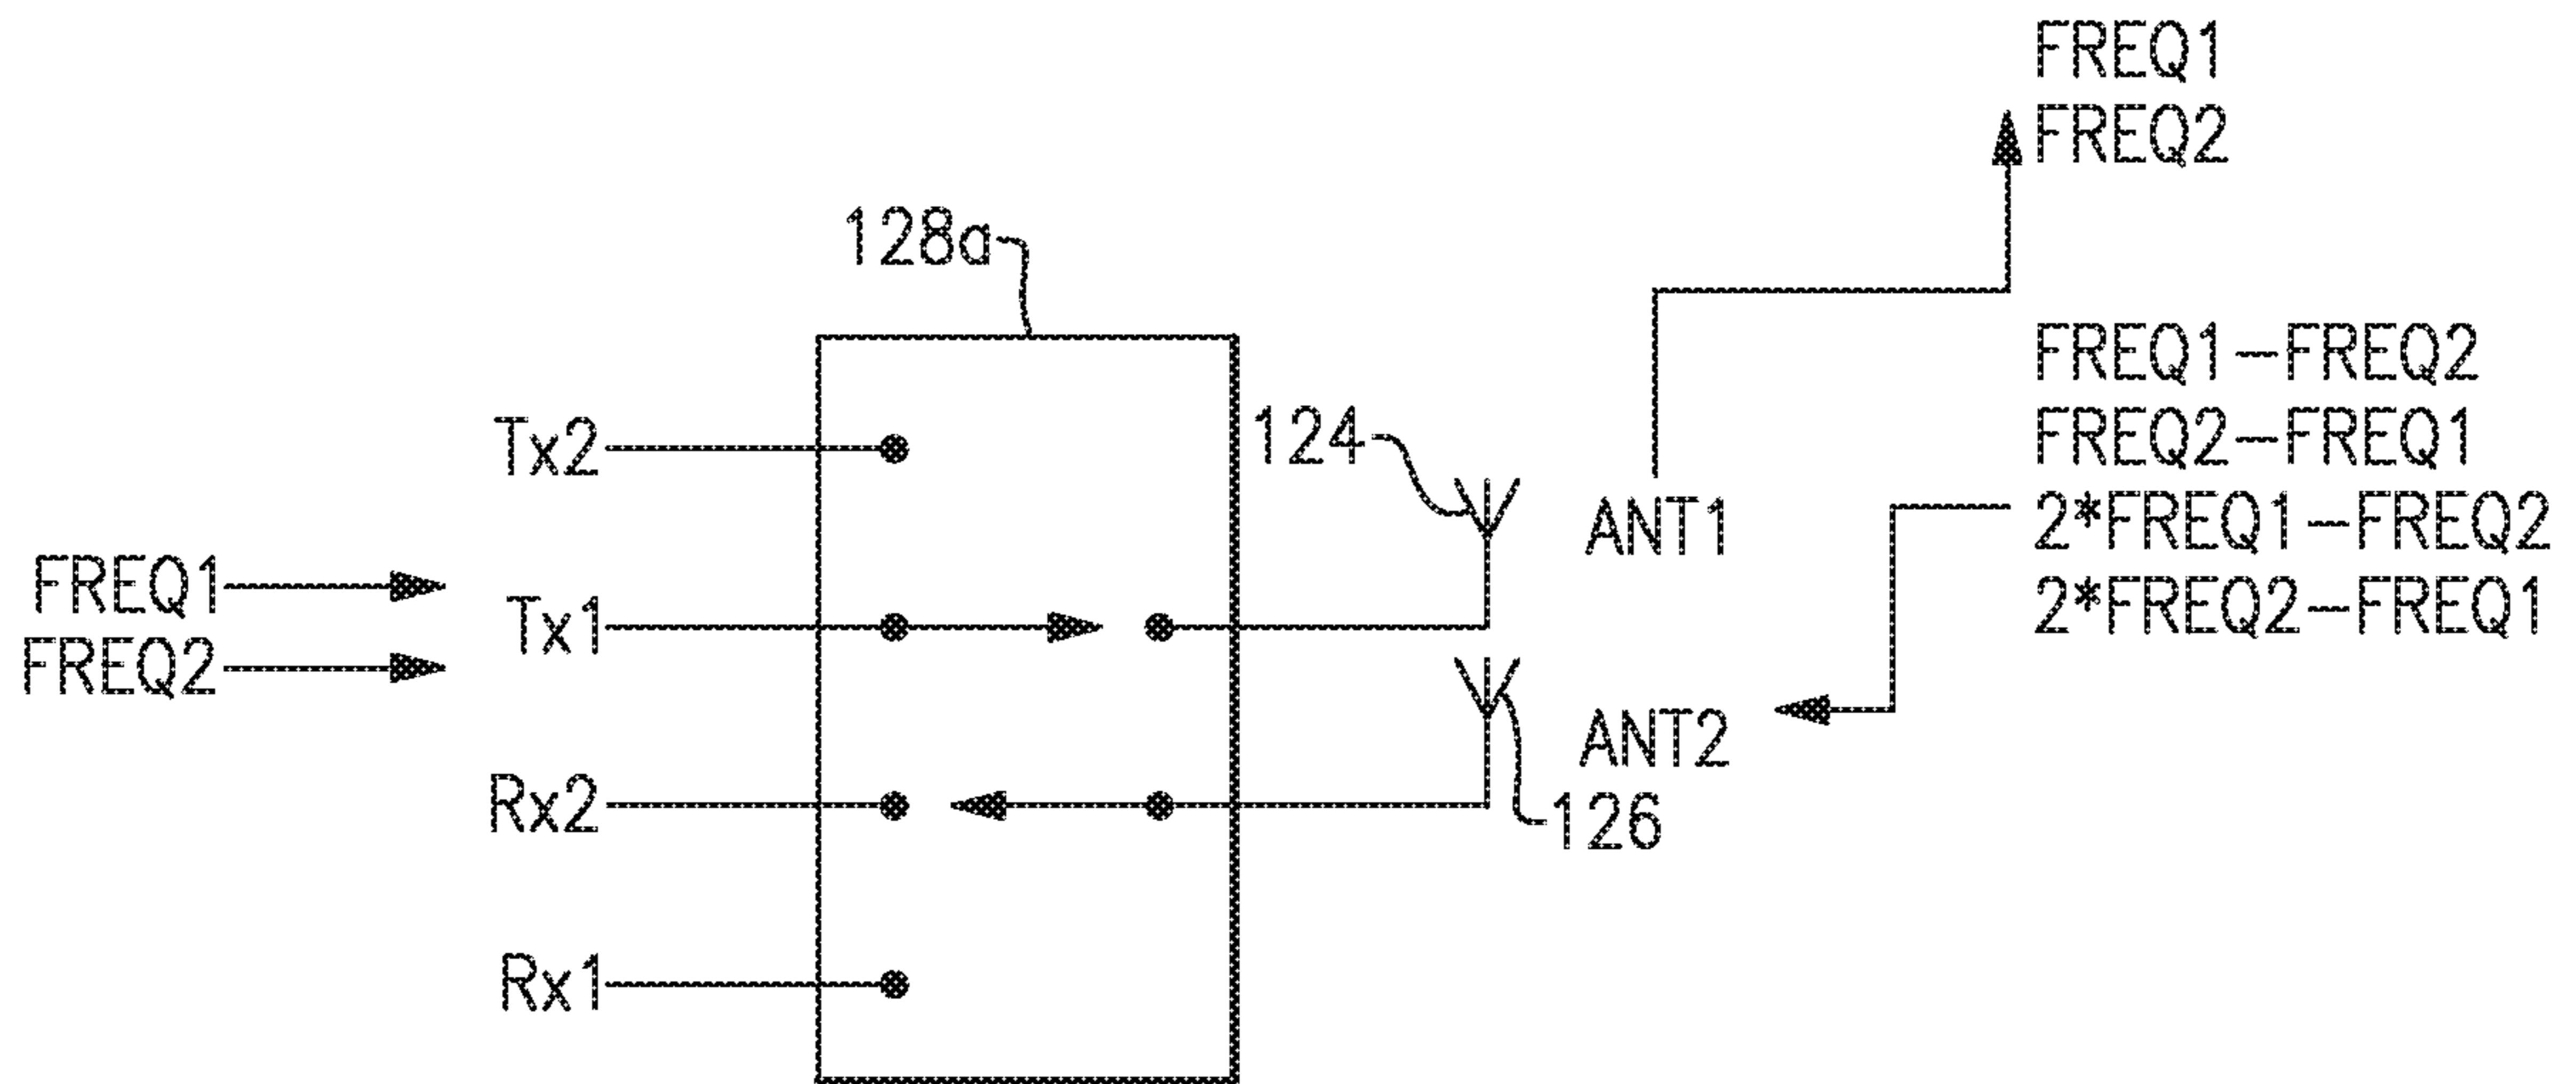 FREQ1
FREQ2
128a
FREQ1-FREQ2
FREQ2-FREQ1
2*FREQ1-FREQ2
2*FREQ2-FREQ1
Tx2
124
ANT1
FREQ1
Tx1
FREQ2
ANT2
Rx2
126
Rx1